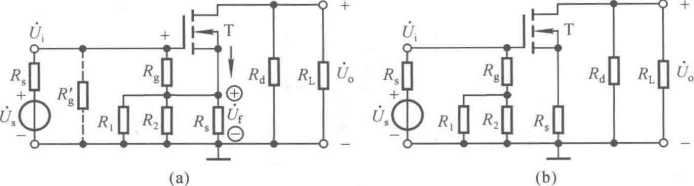 U̇ᵢ + T + U̇ᵢ T +
Rₛ R′g Rg ⊕ Rd RL U̇ₒ Rₛ Rg Rd RL U̇ₒ
+ U̇ₛ − R₁ R₂ Rₛ U̇f ⊖ − + U̇ₛ − R₁ R₂ Rₛ −
(a) (b)